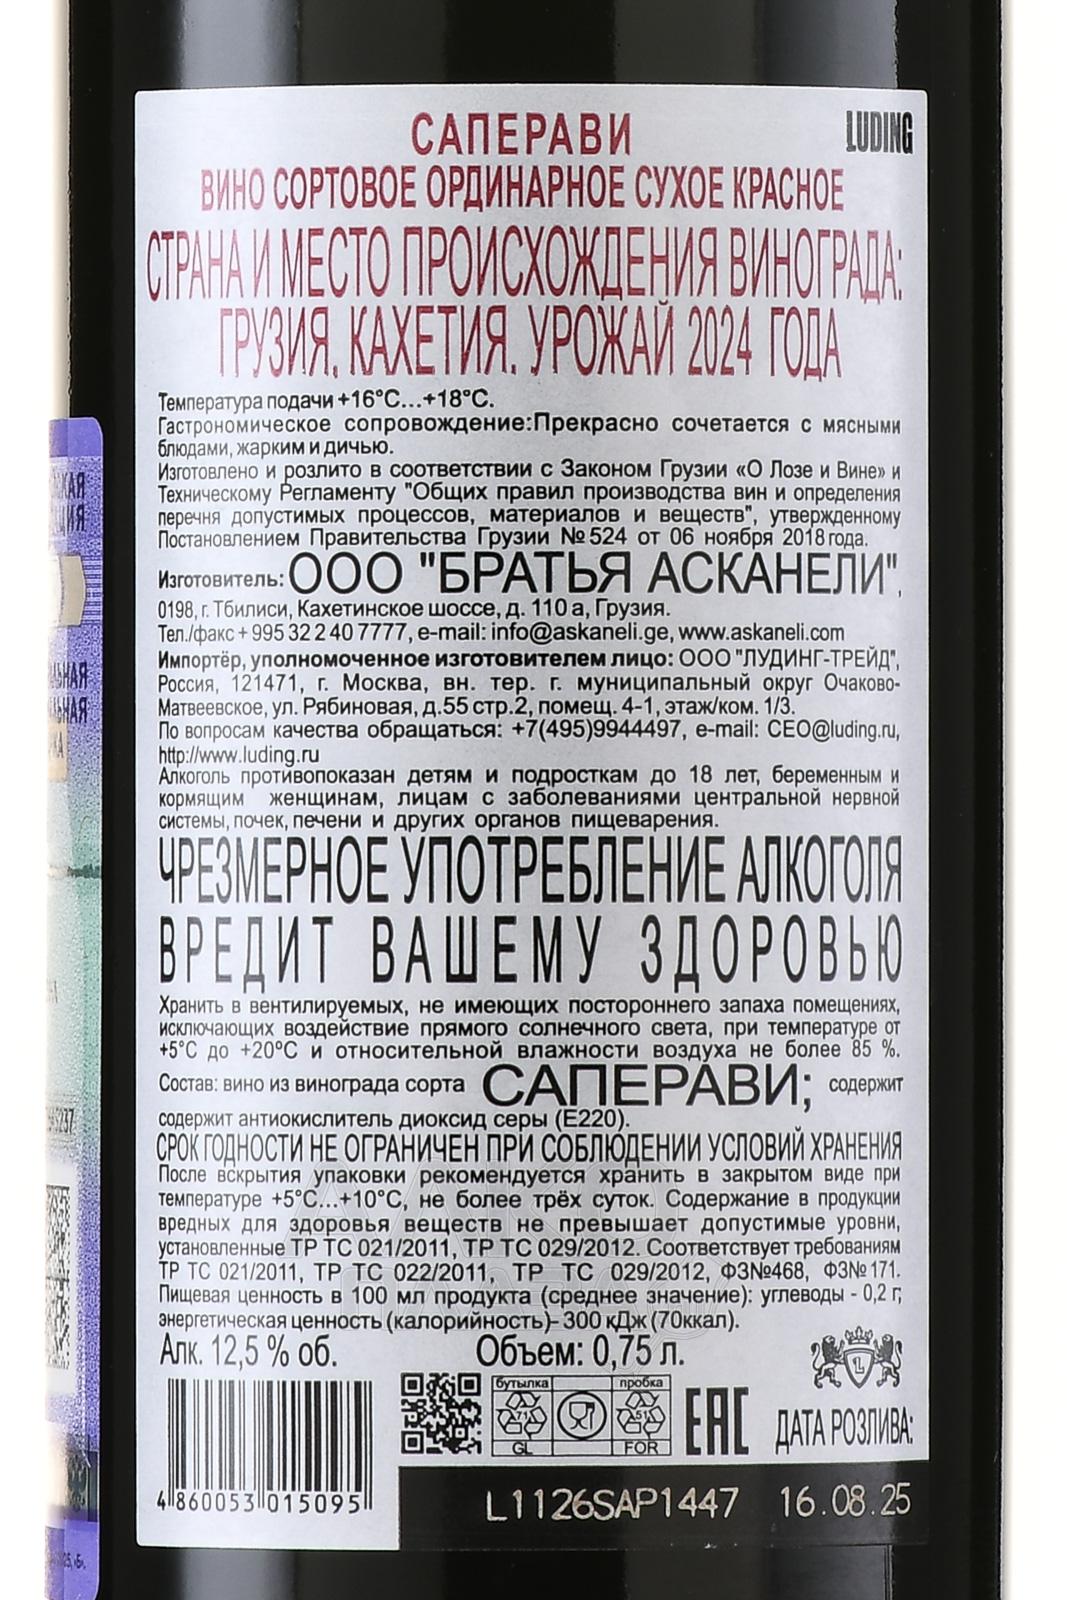 САПЕРАВИ
LUDING
ВИНО СОРТОВОЕ ОРДИНАРНОЕ СУХОЕ КРАСНОЕ
СТРАНА И МЕСТО ПРОИСХОЖДЕНИЯ ВИНОГРАДА:
ГРУЗИЯ, КАХЕТИЯ. УРОЖАЙ 2024 ГОДА
Температура подачи +16°С...+18°С.
Гастрономическое сопровождение:Прекрасно сочетается с мясными
блюдами, жарким и дичью.
Изготовлено и розлито в соответствии с Законом Грузии «О Лозе и Вине» и
Техническому Регламенту "Общих правил производства вин и определения
перечня допустимых процессов, материалов и веществ", утвержденному
Постановлением Правительства Грузии №524 от 06 ноября 2018 года.
Изготовитель: ООО "БРАТЬЯ АСКАНЕЛИ",
0198, г. Тбилиси, Кахетинское шоссе, д. 110 а, Грузия.
Тел./факс + 995 32 2 40 7777, e-mail: info@askaneli.ge, www.askaneli.com
Импортёр, уполномоченное изготовителем лицо: ООО "ЛУДИНГ-ТРЕЙД",
Россия, 121471, г. Москва, вн. тер. г. муниципальный округ Очаково-
Матвеевское, ул. Рябиновая, д.55 стр.2, помещ. 4-1, этаж/ком. 1/3.
По вопросам качества обращаться: +7(495)9944497, e-mail: CEO@luding.ru,
http://www.luding.ru
Алкоголь противопоказан детям и подросткам до 18 лет, беременным и
кормящим женщинам, лицам с заболеваниями центральной нервной
системы, почек, печени и других органов пищеварения.
ЧРЕЗМЕРНОЕ УПОТРЕБЛЕНИЕ АЛКОГОЛЯ
ВРЕДИТ ВАШЕМУ ЗДОРОВЬЮ
Хранить в вентилируемых, не имеющих постороннего запаха помещениях,
исключающих воздействие прямого солнечного света, при температуре от
+5°С до +20°С и относительной влажности воздуха не более 85 %.
Состав: вино из винограда сорта САПЕРАВИ; содержит
содержит антиокислитель диоксид серы (Е220).
СРОК ГОДНОСТИ НЕ ОГРАНИЧЕН ПРИ СОБЛЮДЕНИИ УСЛОВИЙ ХРАНЕНИЯ
После вскрытия упаковки рекомендуется хранить в закрытом виде при
температуре +5°С...+10°С, не более трёх суток. Содержание в продукции
вредных для здоровья веществ не превышает допустимые уровни,
установленные ТР ТС 021/2011, ТР ТС 029/2012. Соответствует требованиям
ТР ТС 021/2011, ТР ТС 022/2011, ТР ТС 029/2012, ФЗ№468, ФЗ№171.
Пищевая ценность в 100 мл продукта (среднее значение): углеводы - 0,2 г;
энергетическая ценность (калорийность)- 300 кДж (70ккал).
Алк. 12,5 % об. Объем: 0,75 л.
бутылка пробка
71 51
GL FOR
EAC
ДАТА РОЗЛИВА:
4 860053 015095
L1126SAP1447 16.08.25